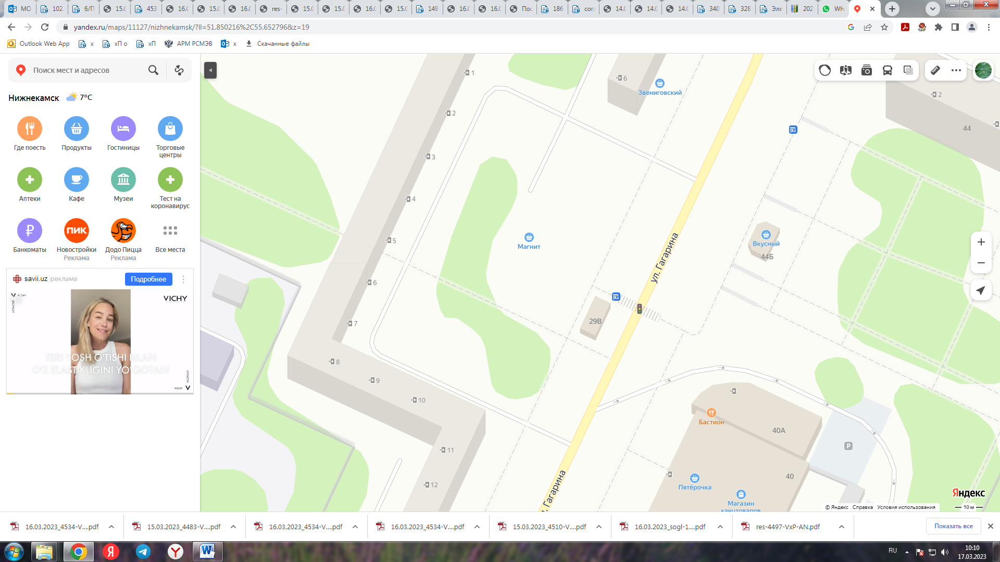 МО
102
6/П
15.0
453
16.0
15.0
16.0
res-
15.0
15.0
16.0
15.0
149
16.0
16.0
Пос
186
сог
14.0
14.0
14.0
340
328
Эле
202
Wha
yandex.ru/maps/11127/nizhnekamsk/?ll=51.850216%2C55.652796&z=19
Outlook Web App
х
хП о
хП
АРМ РСМЭВ
х
Скачанные файлы
Поиск мест и адресов
Нижнекамск
7°C
Где поесть
Продукты
Гостиницы
Торговые центры
Аптеки
Кафе
Музеи
Тест на коронавирус
ПИК
Банкоматы
Новостройки
Реклама
Додо Пицца
Реклама
Все места
savii.uz реклама
Подробнее
VICHY
LIFTACTIV
VICHY
TERI YOSH O'TISHI BILAN
O'Z ELASTIKLIGINI YO'QOTADI
LIFTACTIV
VICHY
1
2
3
4
5
6
7
8
9
10
11
12
6
Звениговский
2
44
Магнит
ул. Гагарина
Вкусный
44Б
29В
Бастион
40А
P
40
Пятёрочка
Магазин
канцтоваров
ул. Гагарина
Яндекс
© Яндекс Справка Условия использования
10 м
16.03.2023_4534-V....pdf
15.03.2023_4483-V....pdf
16.03.2023_4534-V....pdf
16.03.2023_4534-V....pdf
15.03.2023_4510-V....pdf
16.03.2023_sogl-1....pdf
res-4497-VxP-AN.pdf
Показать все
RU
10:10
17.03.2023